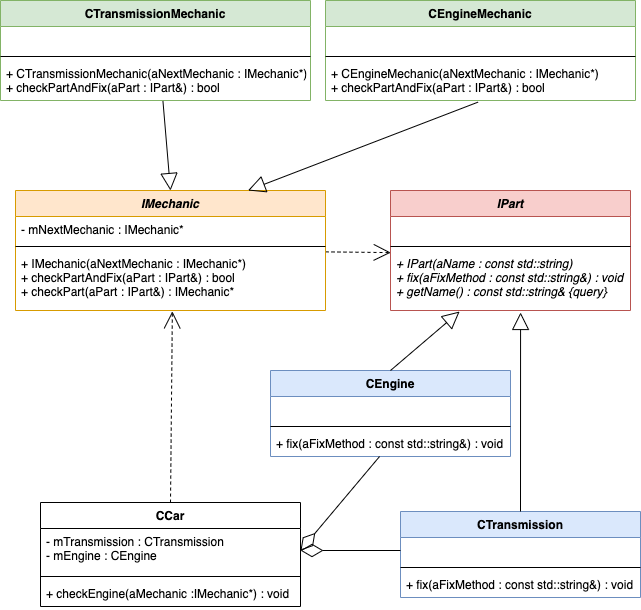 CTransmissionMechanic
+ CTransmissionMechanic(aNextMechanic : IMechanic*)
+ checkPartAndFix(aPart : IPart&) : bool
CEngineMechanic
+ CEngineMechanic(aNextMechanic : IMechanic*)
+ checkPartAndFix(aPart : IPart&) : bool
IMechanic
- mNextMechanic : IMechanic*
+ IMechanic(aNextMechanic : IMechanic*)
+ checkPartAndFix(aPart : IPart&) : bool
+ checkPart(aPart : IPart&) : IMechanic*
IPart
+ IPart(aName : const std::string)
+ fix(aFixMethod : const std::string&) : void
+ getName() : const std::string& {query}
CEngine
+ fix(aFixMethod : const std::string&) : void
CCar
- mTransmission : CTransmission
- mEngine : CEngine
+ checkEngine(aMechanic :IMechanic*) : void
CTransmission
+ fix(aFixMethod : const std::string&) : void